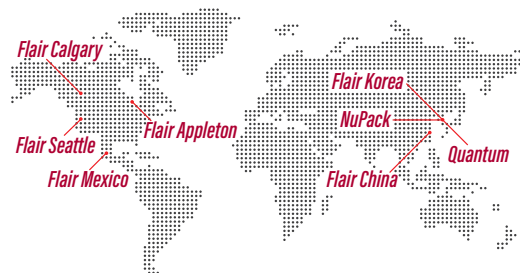 Flair Calgary
Flair Korea
NuPack
Flair Appleton
Flair Seattle
Quantum
Flair Mexico
Flair China